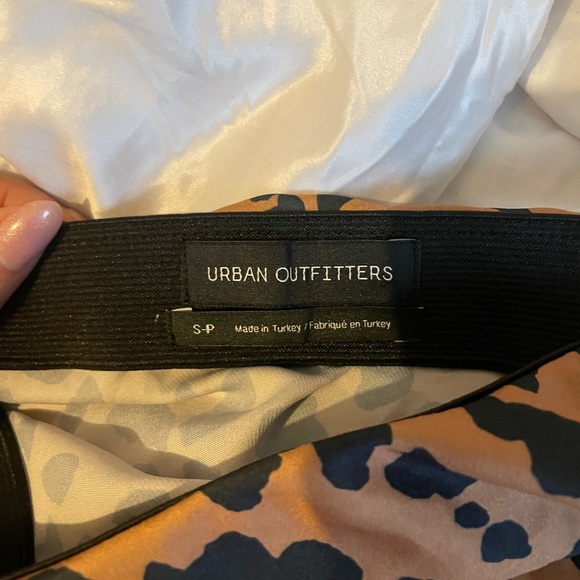 URBAN OUTFITTERS
S-P Made in Turkey / Fabriqué en Turkey